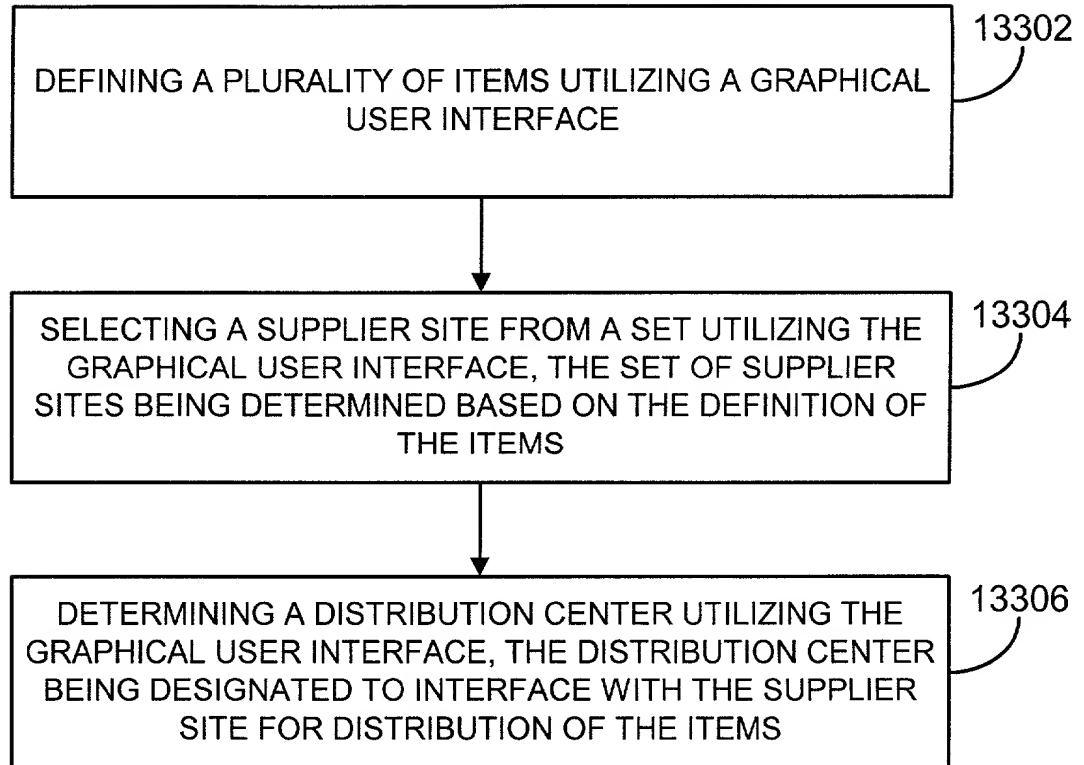 13302
DEFINING A PLURALITY OF ITEMS UTILIZING A GRAPHICAL
USER INTERFACE
13304
SELECTING A SUPPLIER SITE FROM A SET UTILIZING THE
GRAPHICAL USER INTERFACE, THE SET OF SUPPLIER
SITES BEING DETERMINED BASED ON THE DEFINITION OF
THE ITEMS
13306
DETERMINING A DISTRIBUTION CENTER UTILIZING THE
GRAPHICAL USER INTERFACE, THE DISTRIBUTION CENTER
BEING DESIGNATED TO INTERFACE WITH THE SUPPLIER
SITE FOR DISTRIBUTION OF THE ITEMS